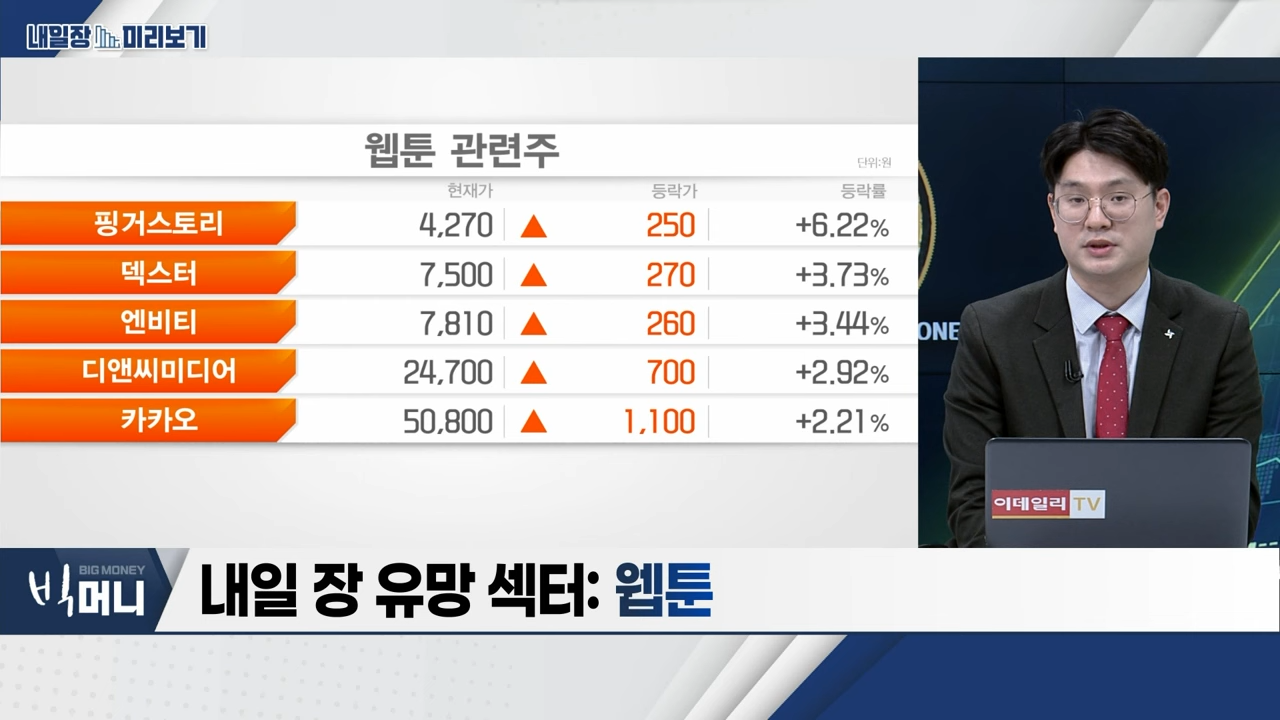 내일장 미리보기
웹툰 관련주
단위:원
현재가 등락가 등락률
핑거스토리 4,270 ▲ 250 +6.22%
덱스터 7,500 ▲ 270 +3.73%
엔비티 7,810 ▲ 260 +3.44%
디앤씨미디어 24,700 ▲ 700 +2.92%
카카오 50,800 ▲ 1,100 +2.21%
ONE
이데일리 TV
BIG MONEY
빅머니
내일 장 유망 섹터: 웹툰